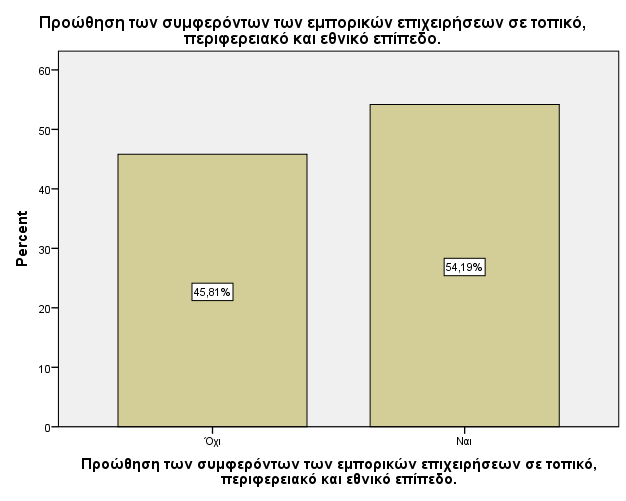 Προώθηση των συμφερόντων των εμπορικών επιχειρήσεων σε τοπικό,
περιφερειακό και εθνικό επίπεδο.
60
50
40
30
20
10
0
Percent
45,81%
54,19%
Όχι
Ναι
Προώθηση των συμφερόντων των εμπορικών επιχειρήσεων σε τοπικό,
περιφερειακό και εθνικό επίπεδο.